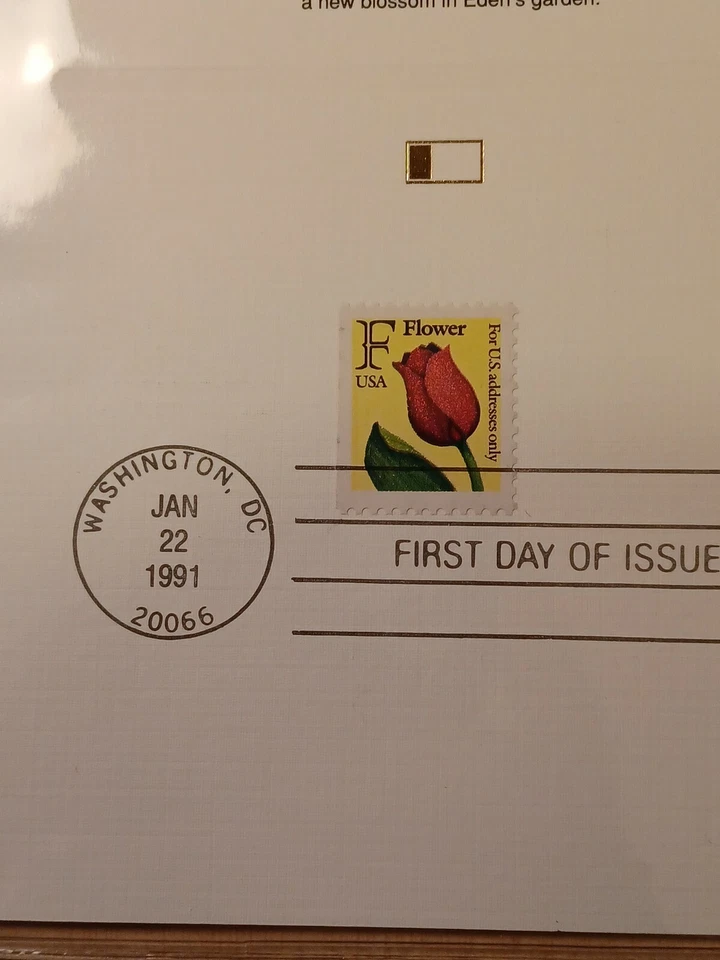 a new blossom in Eden's garden.
F Flower
USA
For U.S. addresses only
WASHINGTON, DC
JAN
22
1991
20066
FIRST DAY OF ISSUE